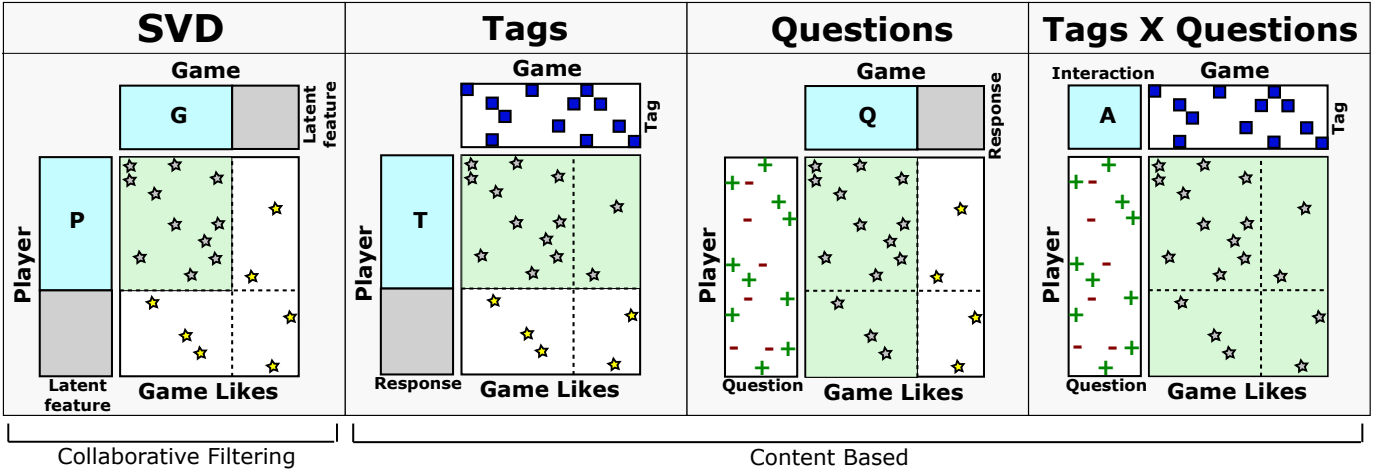 SVD
Tags
Questions
Tags X Questions
Game
G
Latent
feature
Player
P
Latent
feature
Game Likes
Game
Tag
Player
T
Response
Game Likes
Game
Q
Response
Player
Question
Game Likes
Interaction
Game
A
Tag
Player
Question
Game Likes
Collaborative Filtering
Content Based